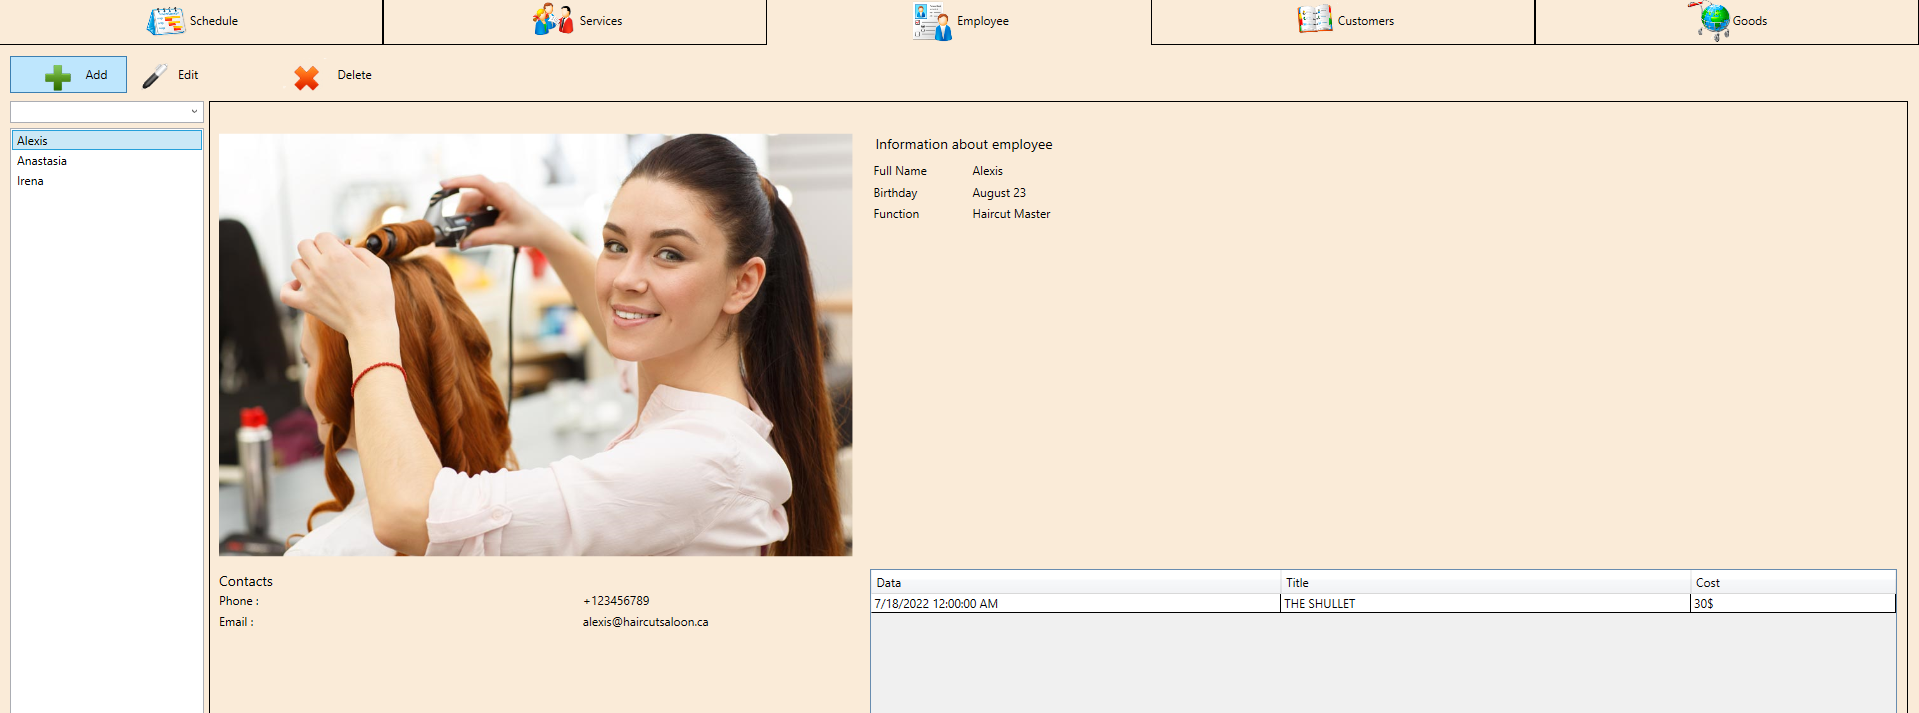 Schedule
Services
Employee
Customers
Goods
Add
Edit
Delete
Alexis
Anastasia
Irena
Information about employee
Full Name Alexis
Birthday August 23
Function Haircut Master
Contacts
Phone : +123456789
Email : alexis@haircutsaloon.ca
Data Title Cost
7/18/2022 12:00:00 AM THE SHULLET 30$